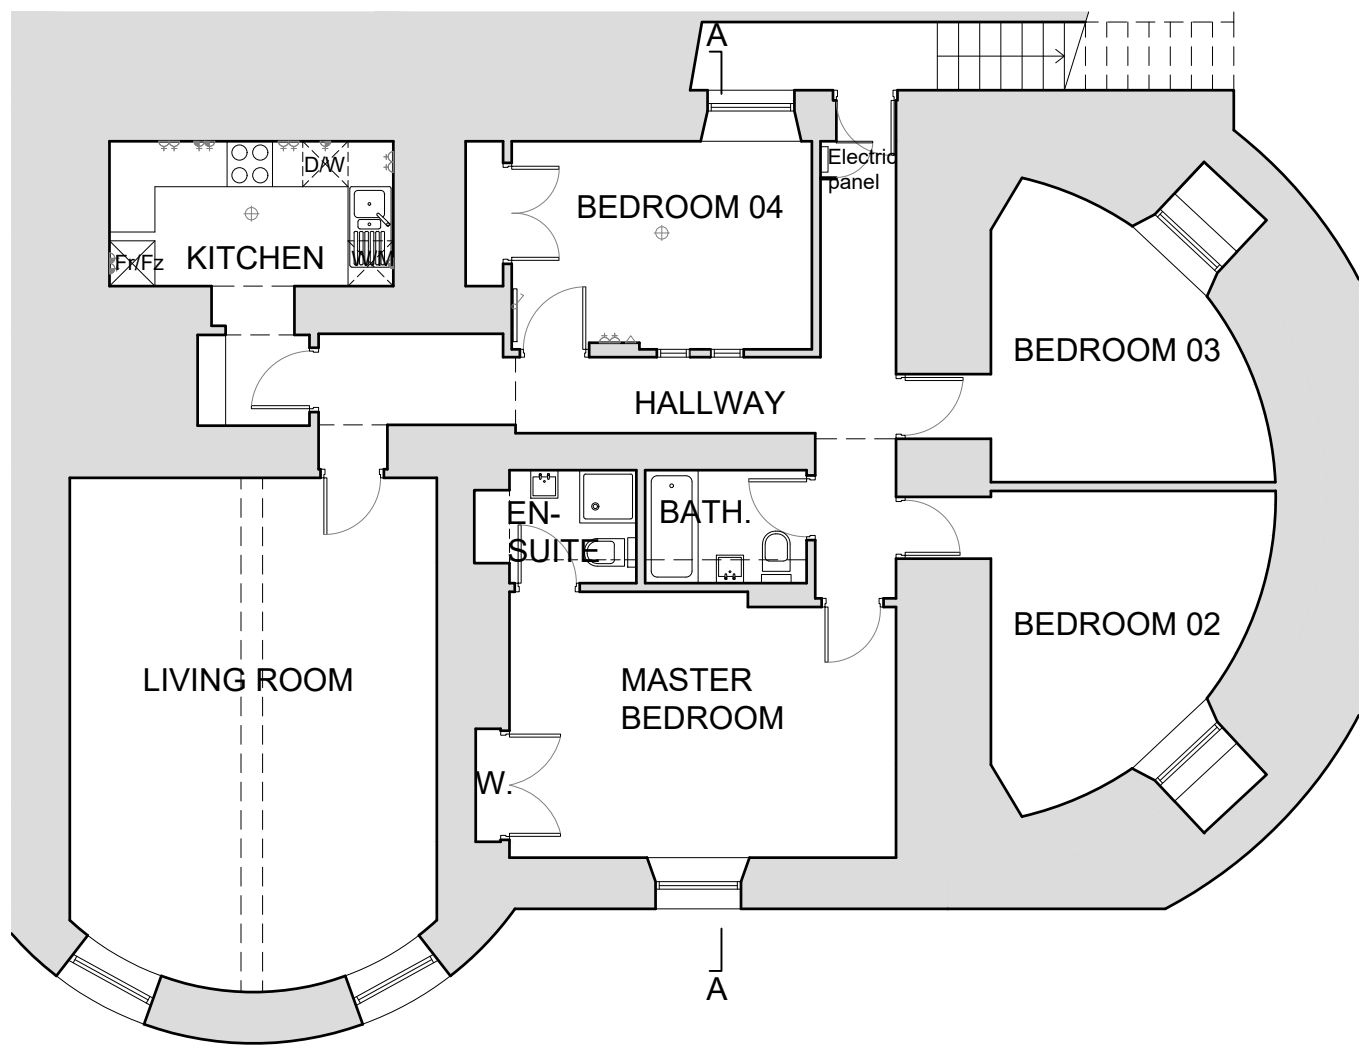 A
D/W
Electric
panel
BEDROOM 04
KITCHEN
W/M
Fr/Fz
BEDROOM 03
HALLWAY
EN-
SUITE
BATH.
BEDROOM 02
LIVING ROOM
MASTER
BEDROOM
W.
A